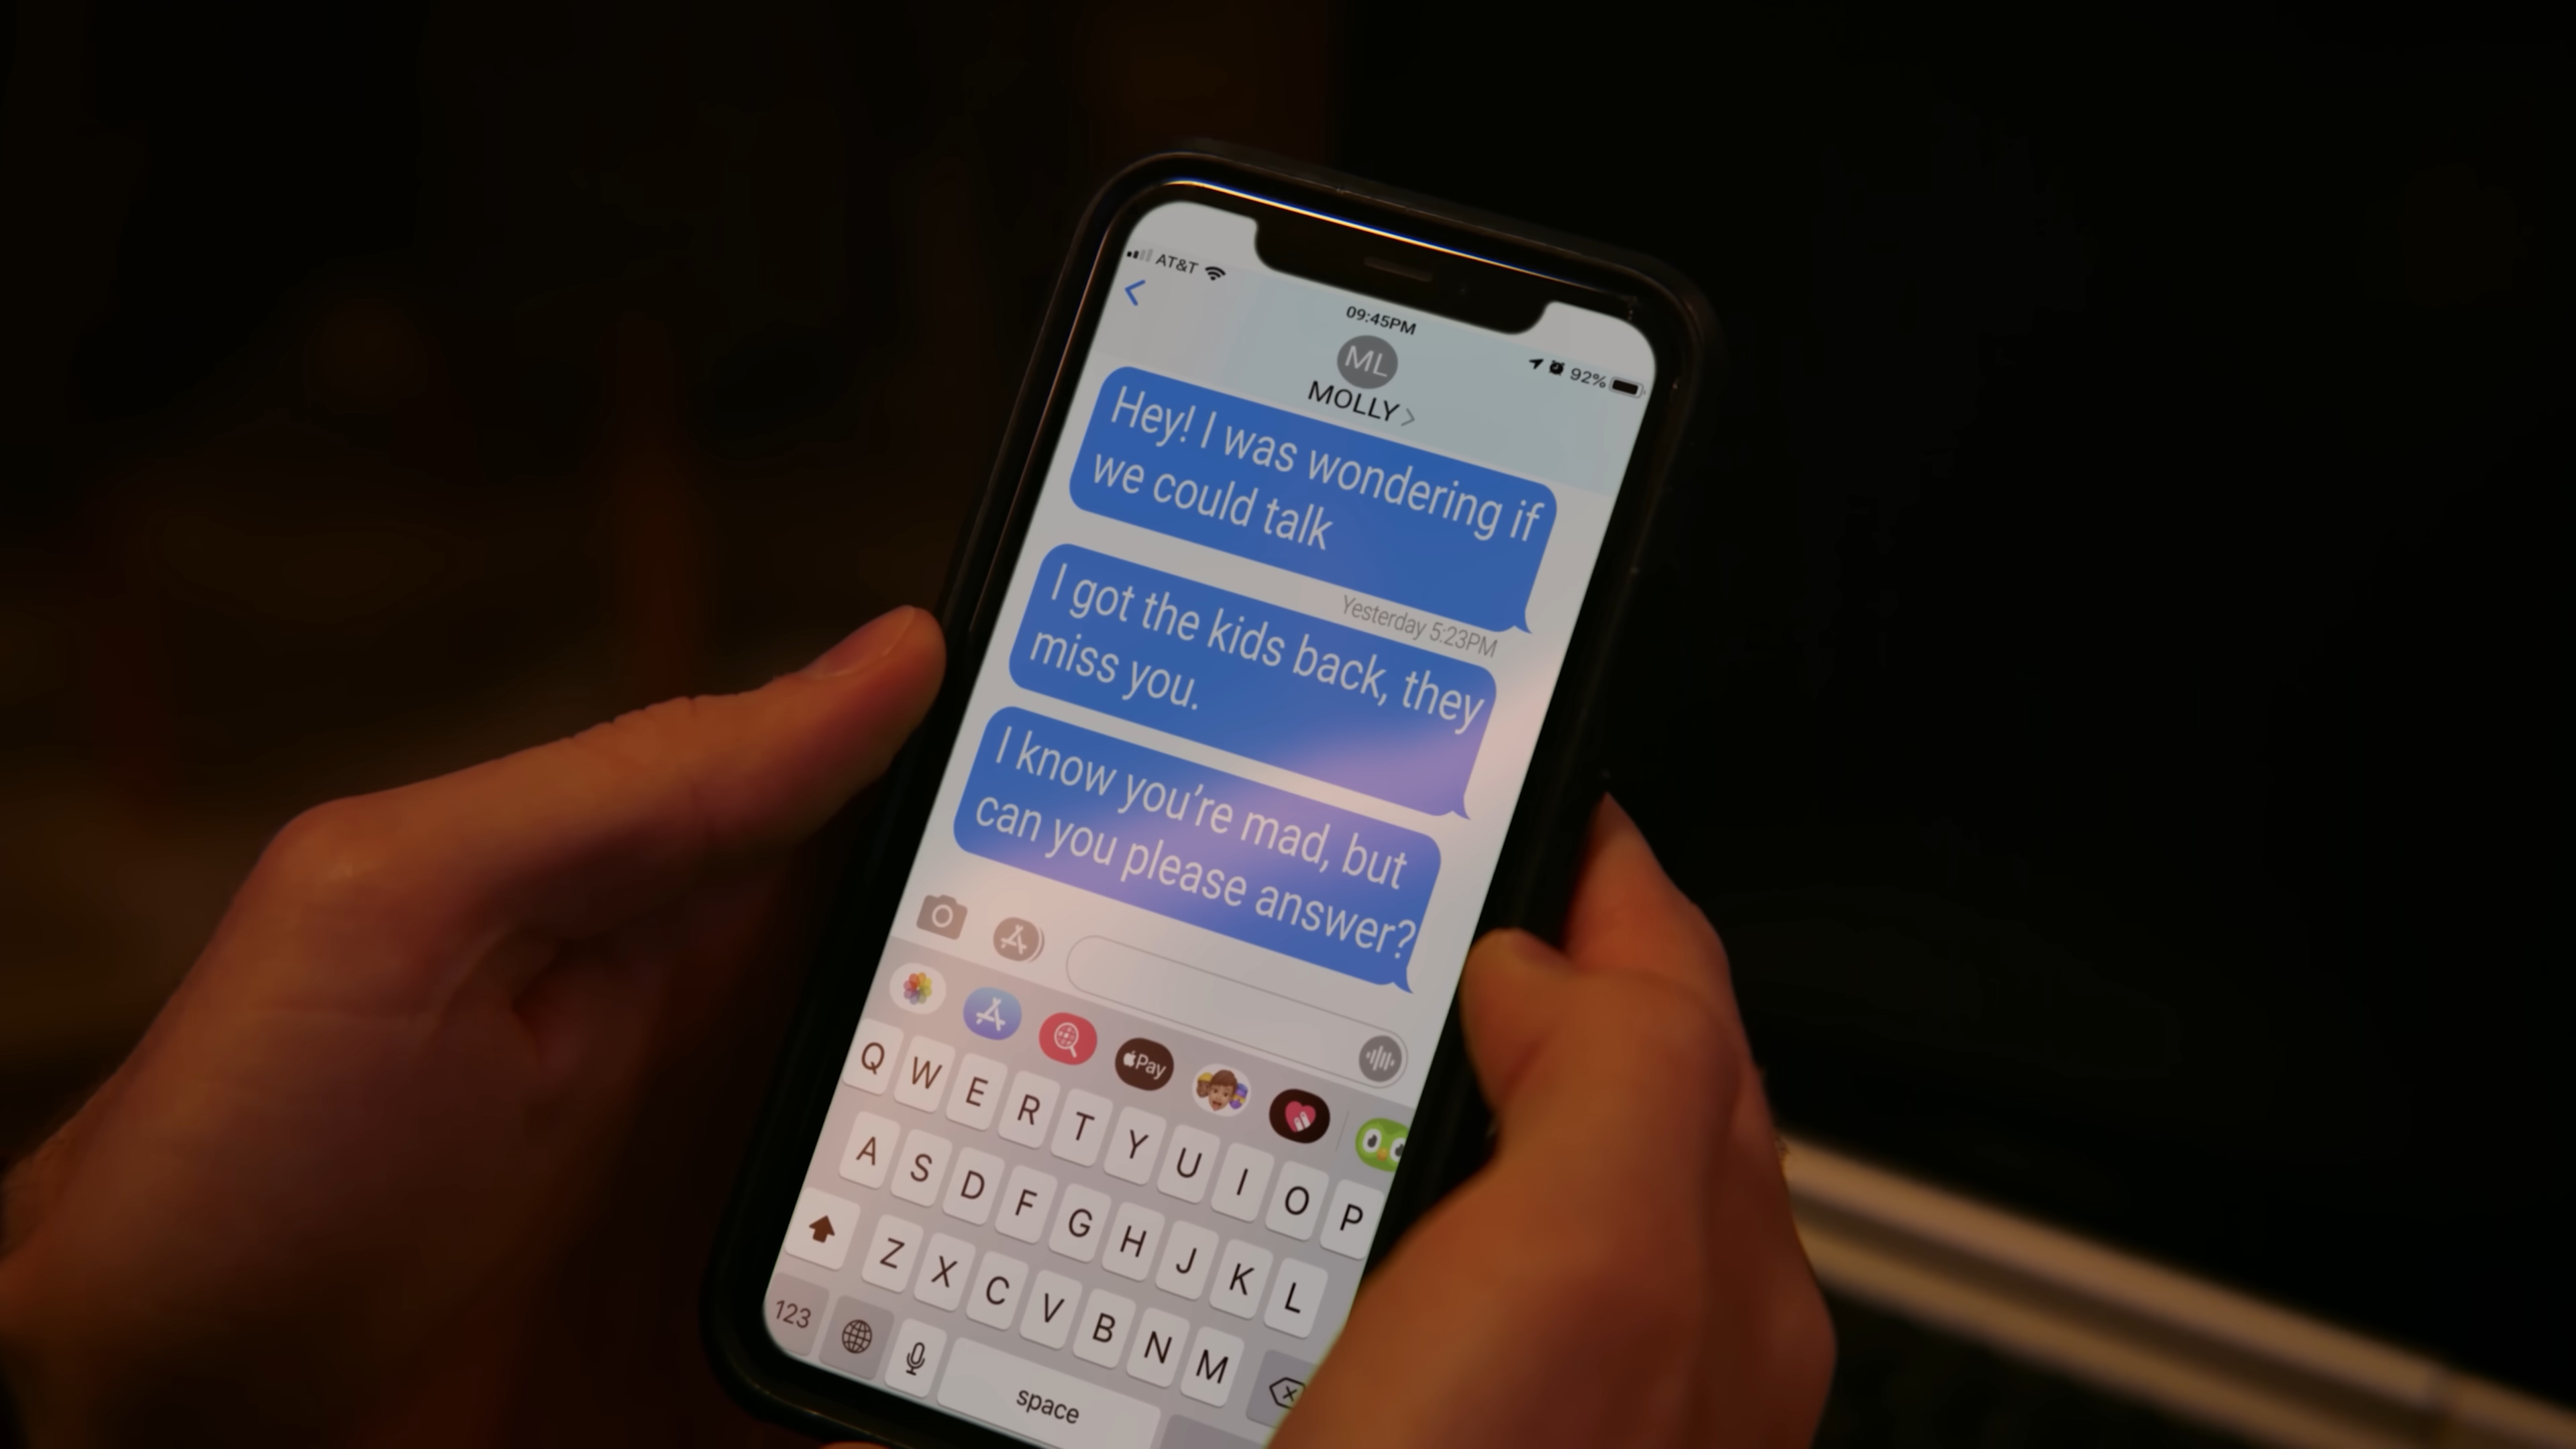 AT&T
09:45PM
92%
ML
MOLLY
Hey! I was wondering if
we could talk
Yesterday 5:23PM
I got the kids back, they
miss you.
I know you're mad, but
can you please answer?
Pay
Q W E R T Y U I O P
A S D F G H J K L
Z X C V B N M
123
space